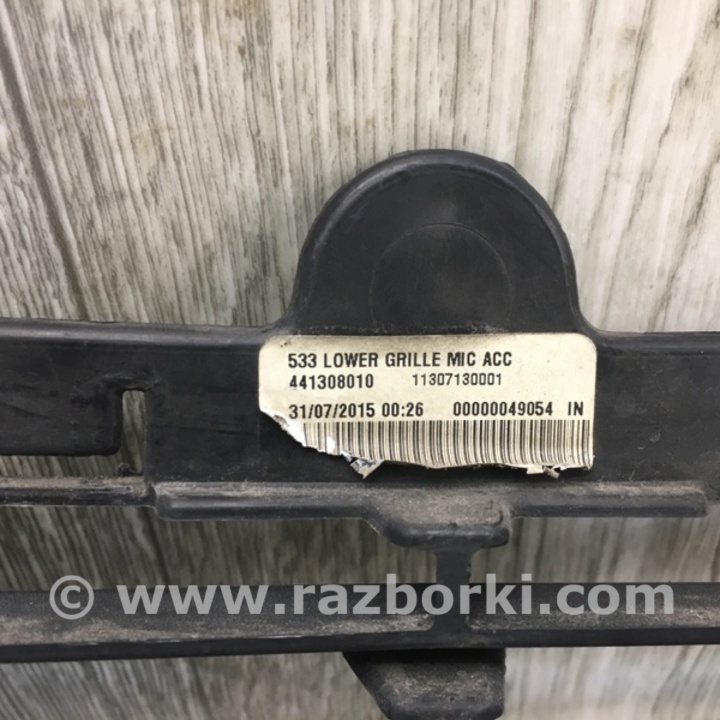 533 LOWER GRILLE MIC ACC
441308010 11307130001
31/07/2015 00:26 00000049054 IN
© www.razborki.com